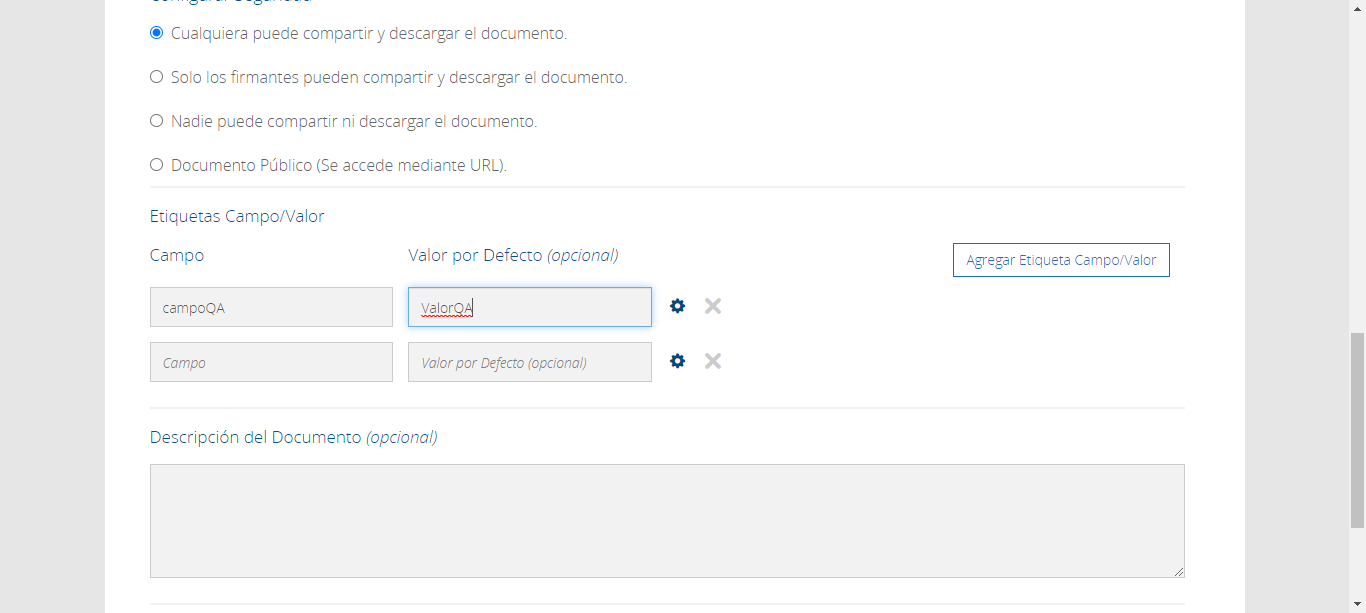 Cualquiera puede compartir y descargar el documento.
Solo los firmantes pueden compartir y descargar el documento.
Nadie puede compartir ni descargar el documento.
Documento Público (Se accede mediante URL).
Etiquetas Campo/Valor
Campo Valor por Defecto (opcional) Agregar Etiqueta Campo/Valor
campoQA ValorQA
Campo Valor por Defecto (opcional)
Descripción del Documento (opcional)